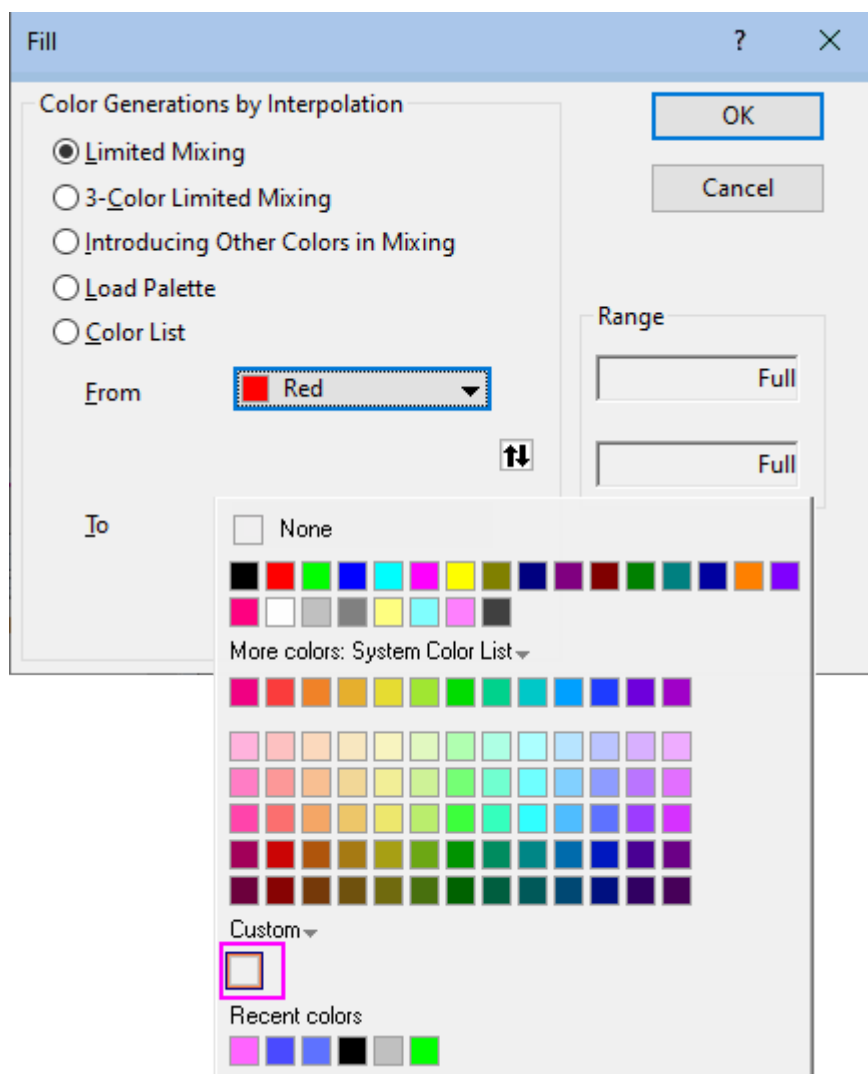 Fill ?
Color Generations by Interpolation
OK
Limited Mixing
3-Color Limited Mixing
Cancel
Introducing Other Colors in Mixing
Load Palette
Color List
Range
From Red
Full
Full
To
None
More colors: System Color List
Custom
Recent colors